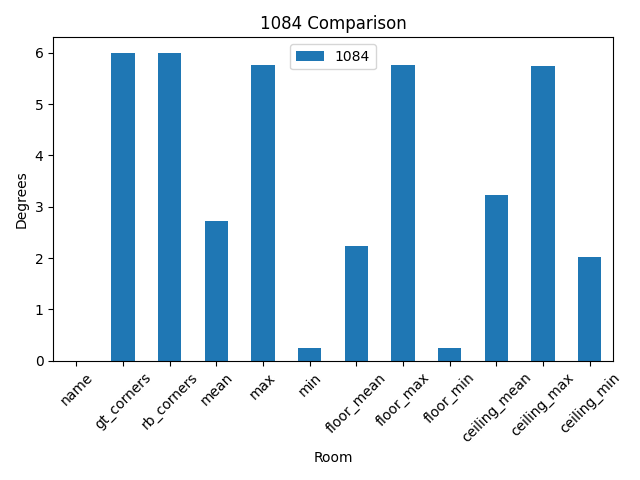 1084 Comparison
1084
Degrees
6
5
4
3
2
1
0
name
gt_corners
rb_corners
mean
max
min
floor_mean
floor_max
floor_min
ceiling_mean
ceiling_max
ceiling_min
Room